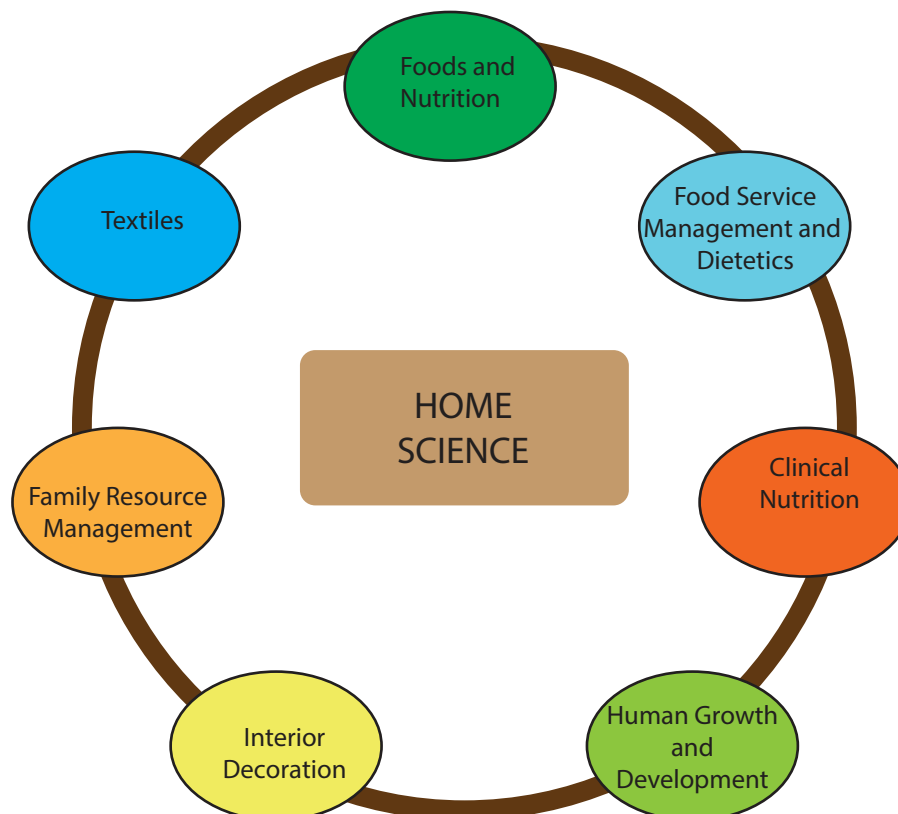 Foods and
Nutrition
Food Service
Management and
Dietetics
Clinical
Nutrition
Human Growth
and
Development
Interior
Decoration
Family Resource
Management
Textiles
HOME
SCIENCE